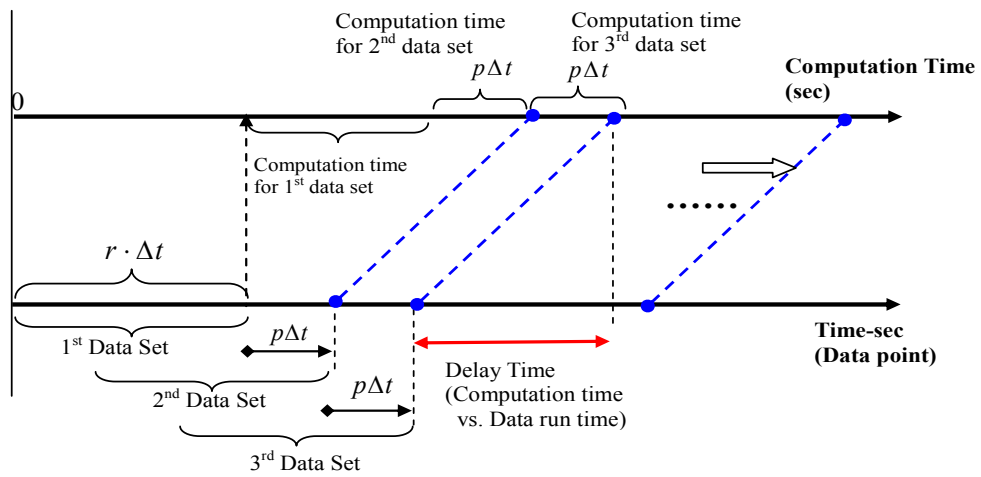 Computation time
for 2nd data set
Computation time
for 3rd data set
pΔt
pΔt
Computation Time
(sec)
0
Computation time
for 1st data set
......
r · Δt
1st Data Set
pΔt
Time-sec
(Data point)
2nd Data Set
pΔt
Delay Time
(Computation time
vs. Data run time)
3rd Data Set